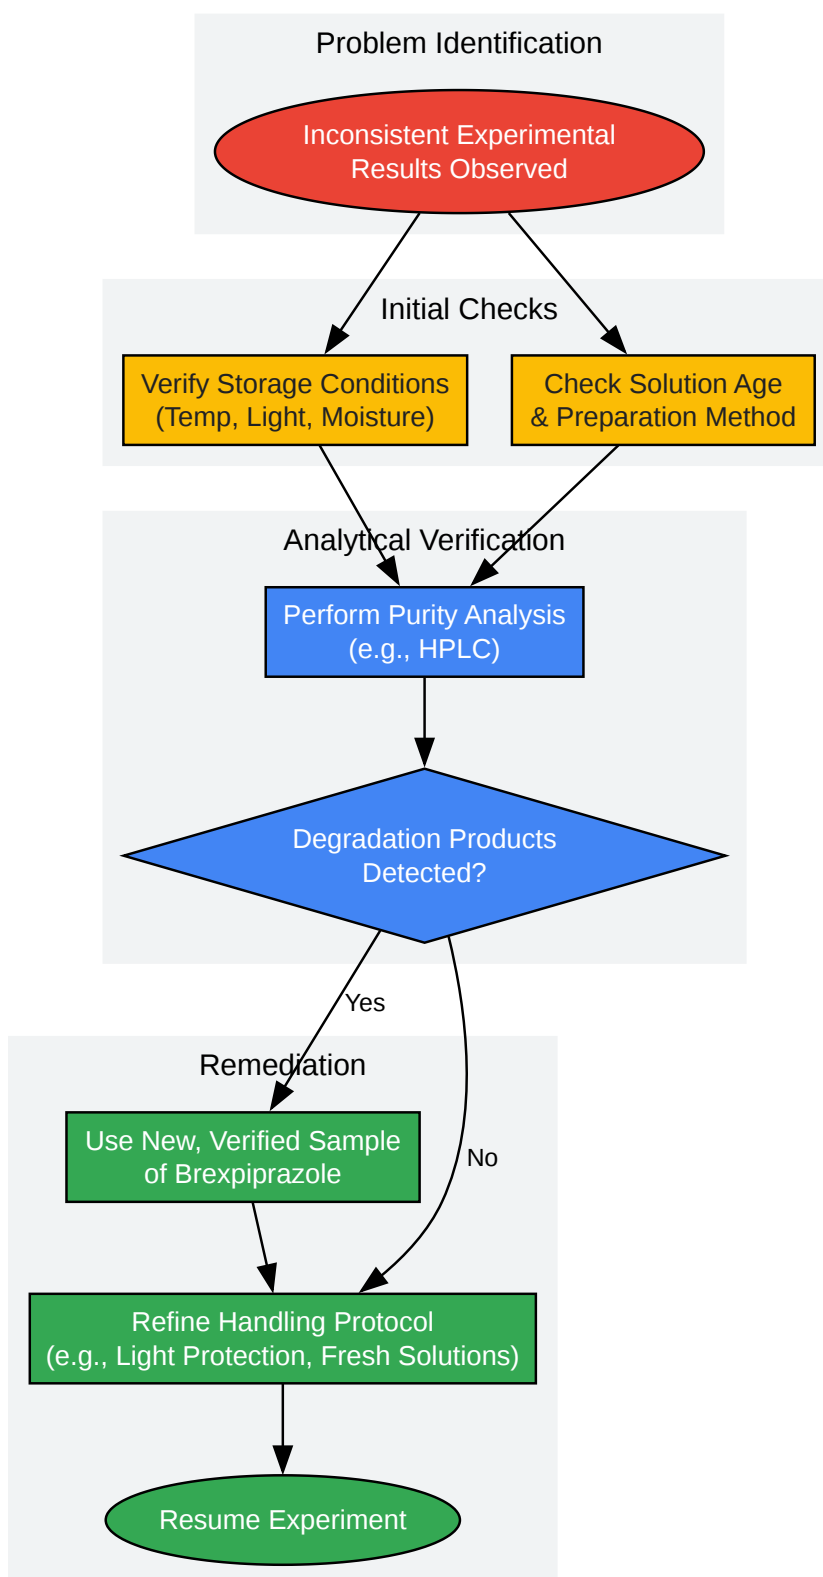 Problem Identification
Inconsistent Experimental
Results Observed
Initial Checks
Verify Storage Conditions
(Temp, Light, Moisture)
Check Solution Age
& Preparation Method
Analytical Verification
Perform Purity Analysis
(e.g., HPLC)
Degradation Products
Detected?
Yes
No
Remediation
Use New, Verified Sample
of Brexpiprazole
Refine Handling Protocol
(e.g., Light Protection, Fresh Solutions)
Resume Experiment